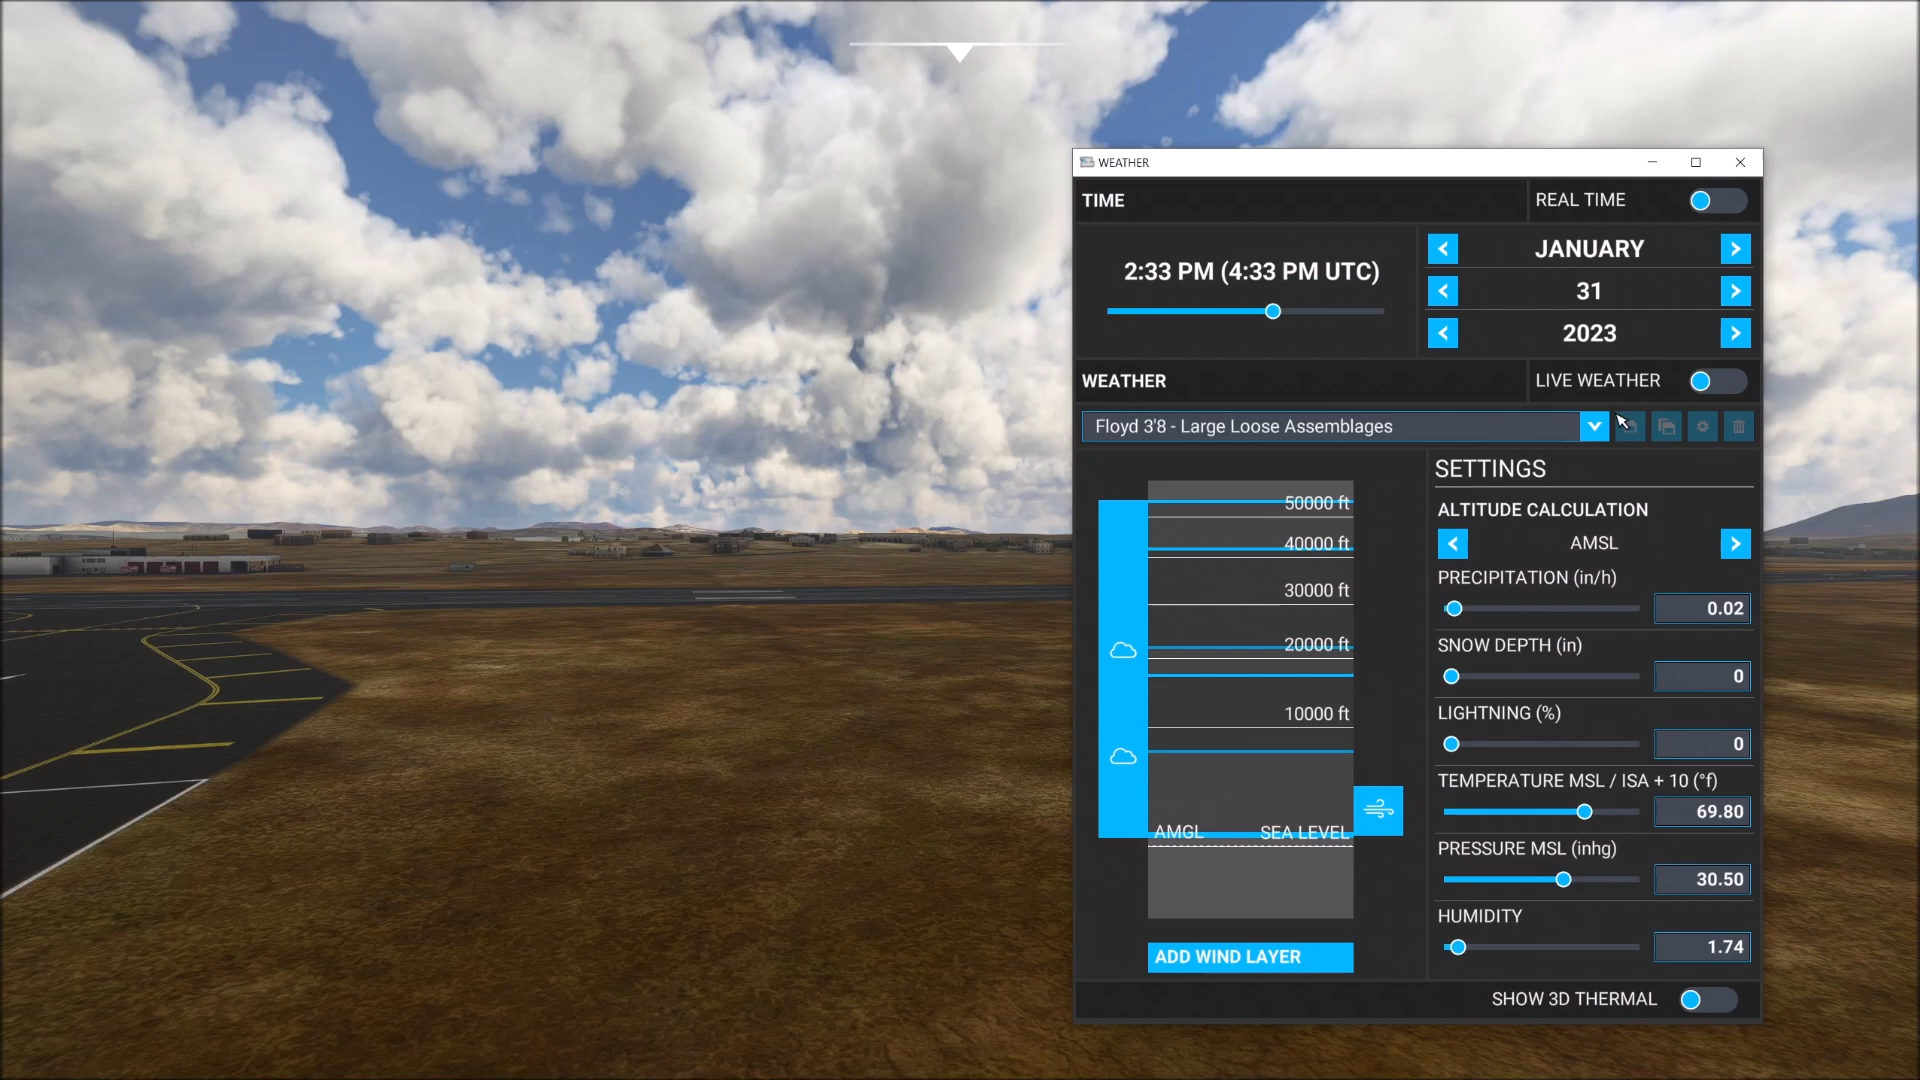 WEATHER
TIME
REAL TIME
2:33 PM (4:33 PM UTC)
JANUARY
31
2023
WEATHER
LIVE WEATHER
Floyd 3'8 - Large Loose Assemblages
50000 ft
40000 ft
30000 ft
20000 ft
10000 ft
AMGL
SEA LEVEL
ADD WIND LAYER
SETTINGS
ALTITUDE CALCULATION
AMSL
PRECIPITATION (in/h)
0.02
SNOW DEPTH (in)
0
LIGHTNING (%)
0
TEMPERATURE MSL / ISA + 10 (°f)
69.80
PRESSURE MSL (inhg)
30.50
HUMIDITY
1.74
SHOW 3D THERMAL